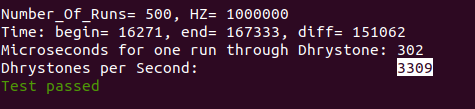 Number_Of_Runs= 500, HZ= 1000000
Time: begin= 16271, end= 167333, diff= 151062
Microseconds for one run through Dhrystone: 302
Dhrystones per Second: 3309
Test passed